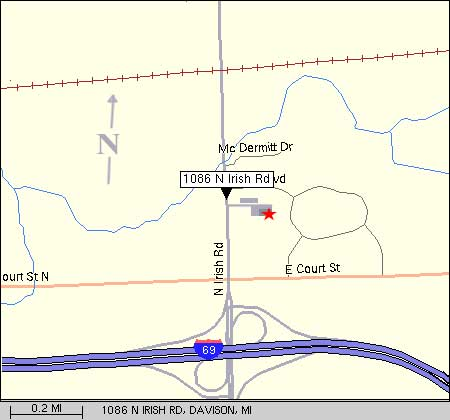 N
Mc Dermitt Dr
1086 N Irish Rd
vd
N Irish Rd
E Court St
ourt St N
69
0.2 MI
1086 N IRISH RD, DAVISON, MI